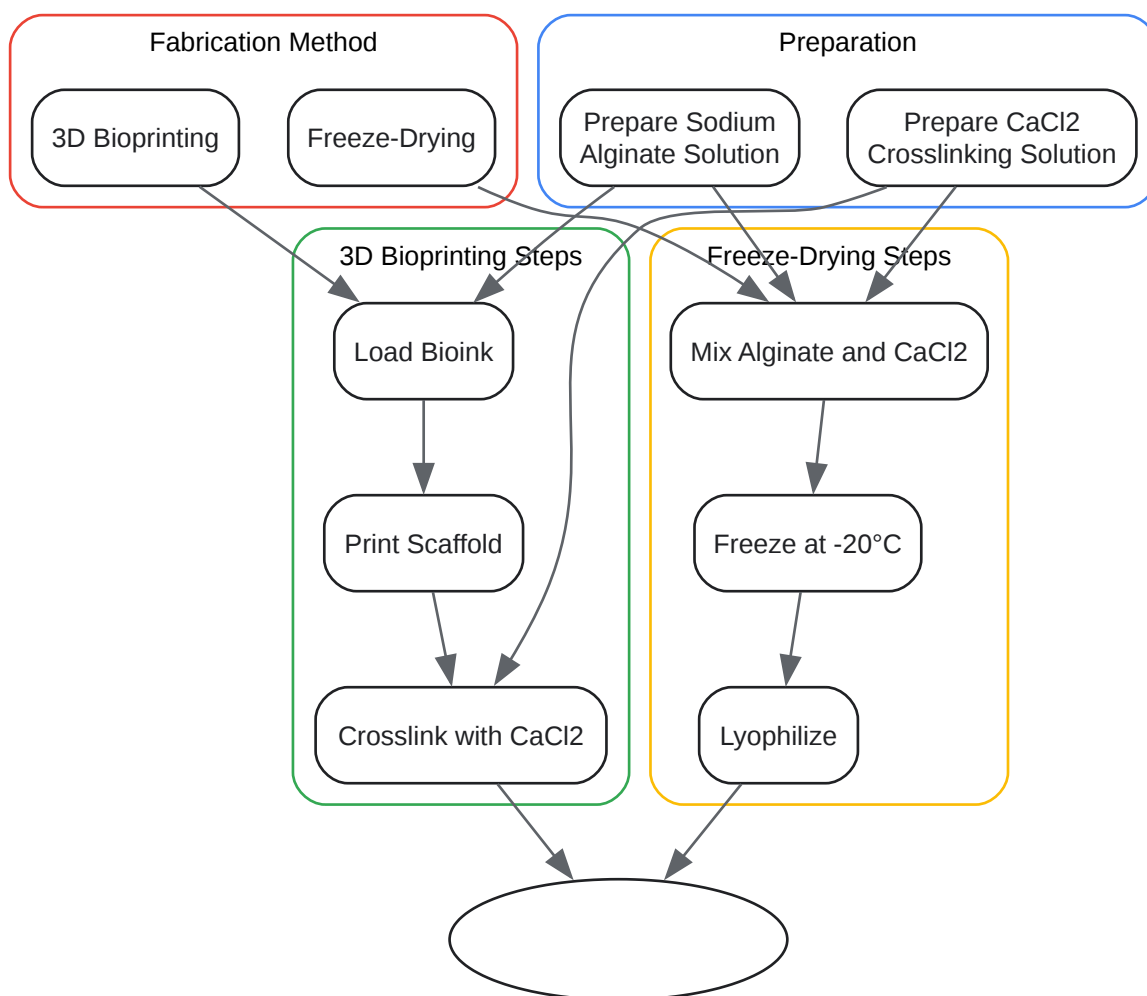 Fabrication Method
Preparation
3D Bioprinting
Freeze-Drying
Prepare Sodium
Alginate Solution
Prepare CaCl2
Crosslinking Solution
3D Bioprinting Steps
Freeze-Drying Steps
Load Bioink
Mix Alginate and CaCl2
Print Scaffold
Freeze at -20°C
Crosslink with CaCl2
Lyophilize